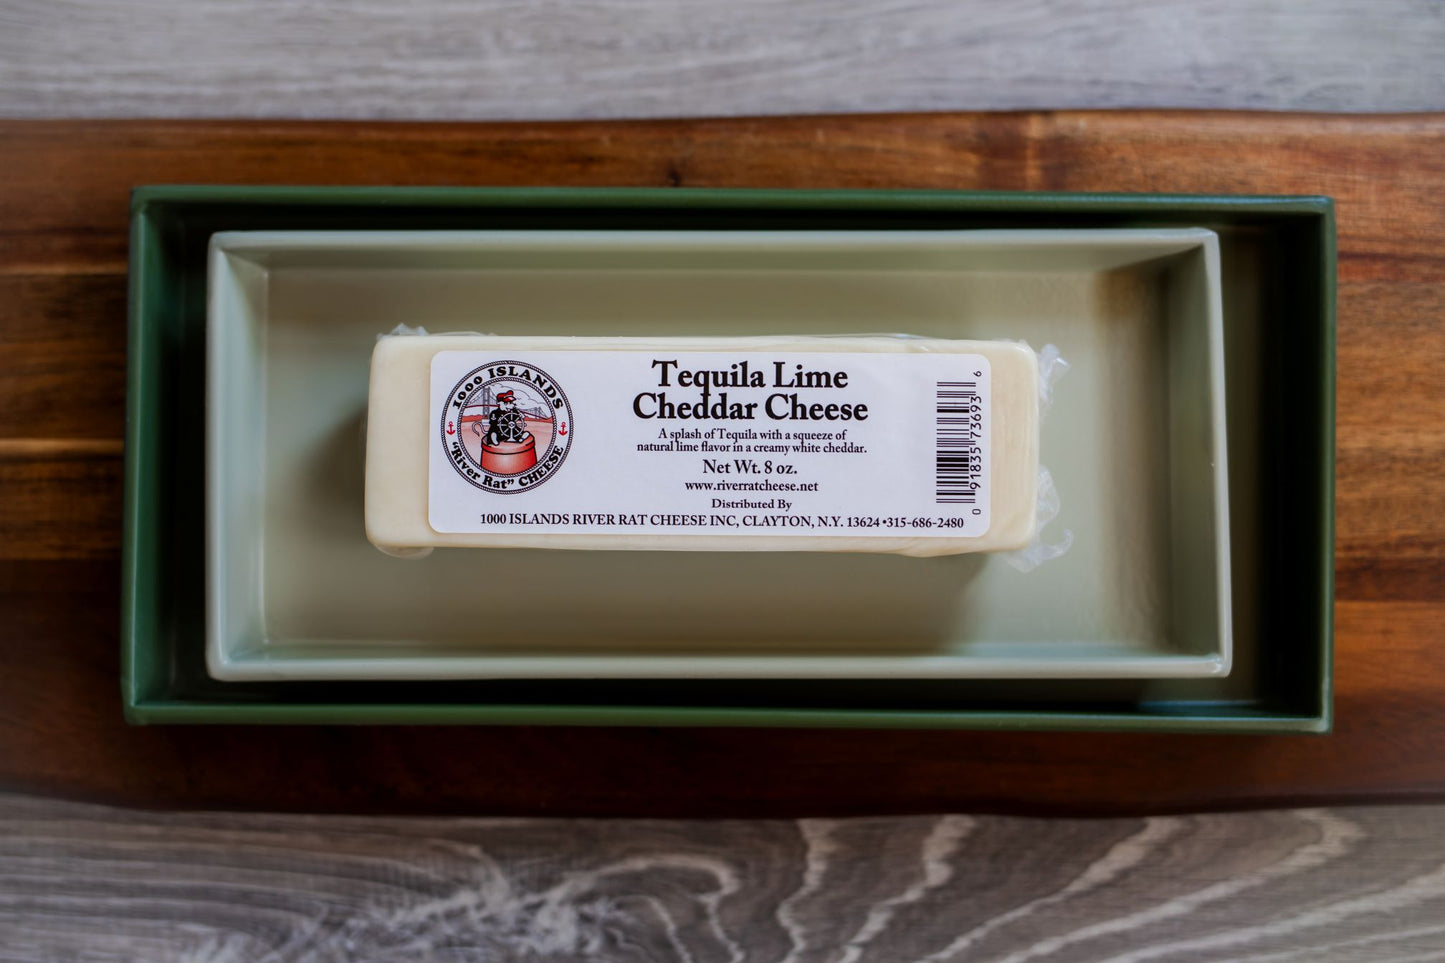 1000 ISLANDS
"River Rat" CHEESE
Tequila Lime
Cheddar Cheese
A splash of Tequila with a squeeze of
natural lime flavor in a creamy white cheddar.
Net Wt. 8 oz.
www.riverratcheese.net
Distributed By
1000 ISLANDS RIVER RAT CHEESE INC, CLAYTON, N.Y. 13624 •315-686-2480
0 91835 73693 6